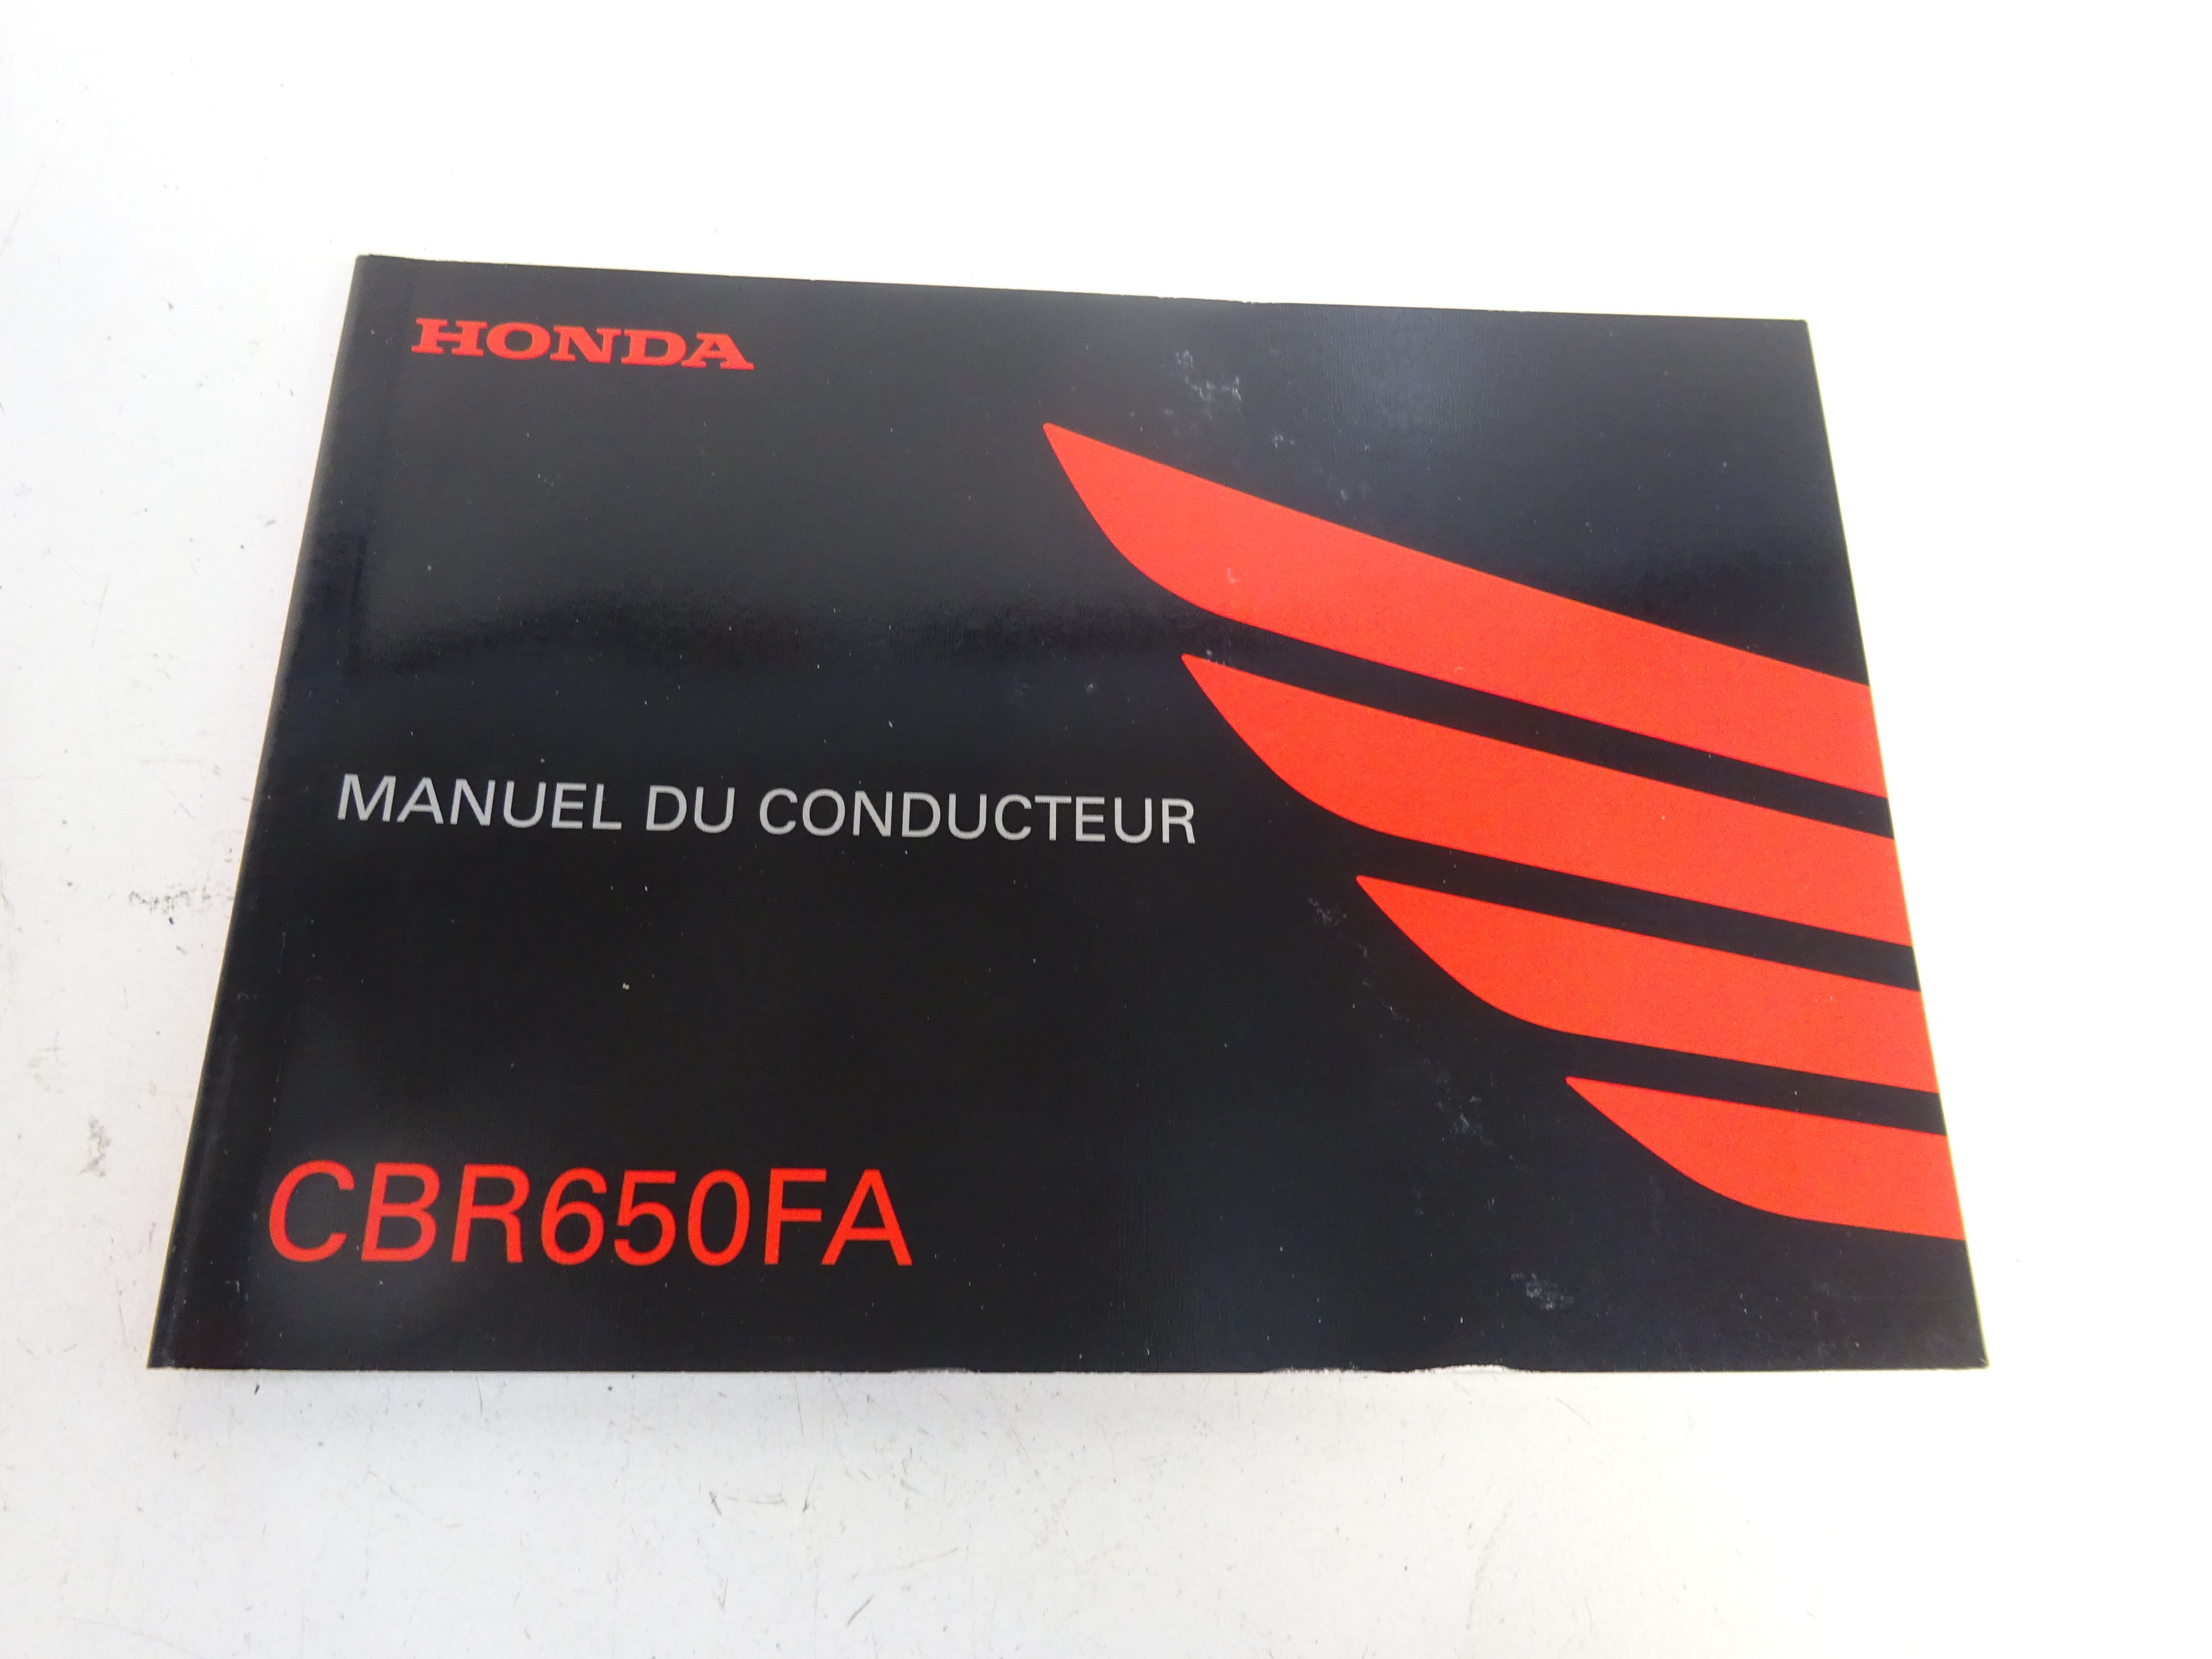 HONDA
MANUEL DU CONDUCTEUR
CBR650FA